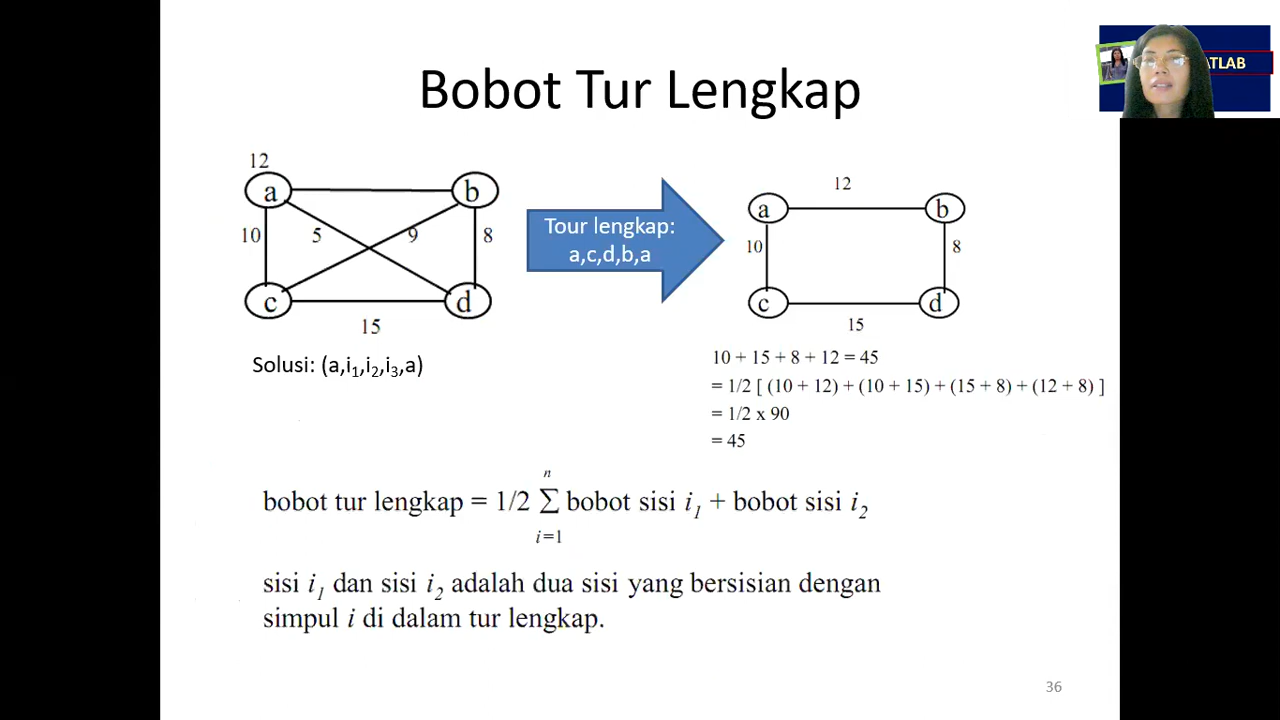 ATLAB
Bobot Tur Lengkap
12
a
b
10
5
9
8
c
d
15
Solusi: (a,i₁,i₂,i₃,a)
Tour lengkap:
a,c,d,b,a
12
a
b
10
8
c
d
15
10 + 15 + 8 + 12 = 45
= 1/2 [ (10 + 12) + (10 + 15) + (15 + 8) + (12 + 8) ]
= 1/2 x 90
= 45
n
bobot tur lengkap = 1/2 Σ bobot sisi i₁ + bobot sisi i₂
i=1
sisi i₁ dan sisi i₂ adalah dua sisi yang bersisian dengan
simpul i di dalam tur lengkap.
36